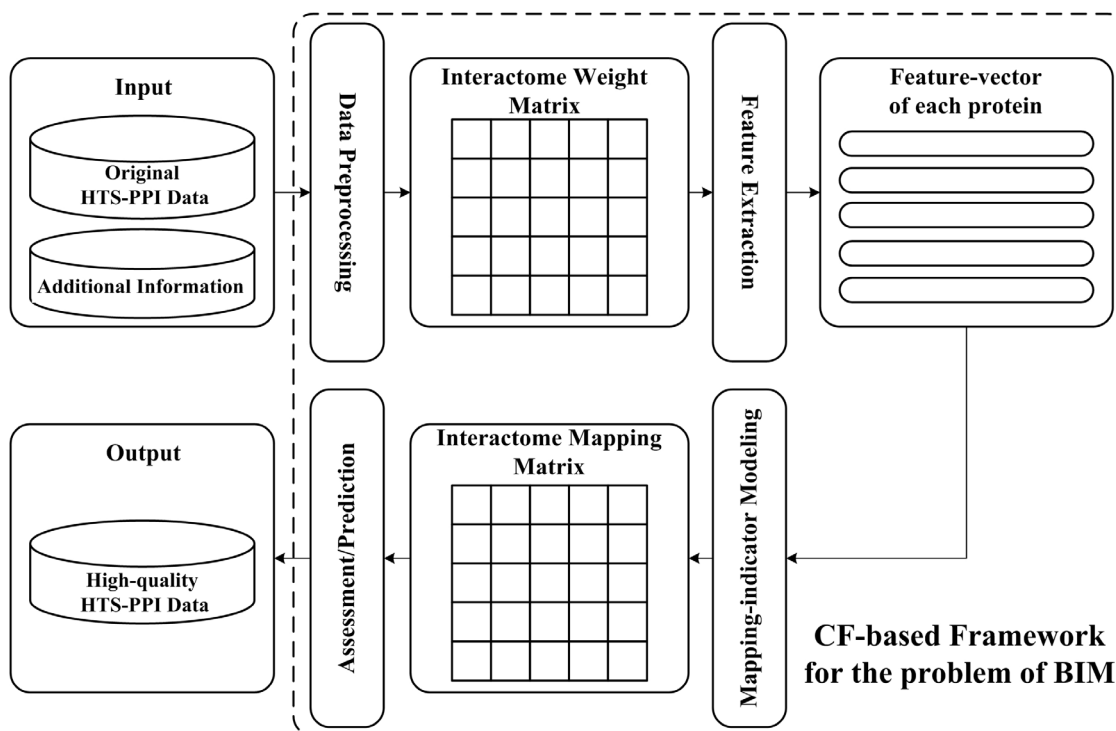 Input
Original
HTS-PPI Data
Additional Information
Data Preprocessing
Interactome Weight
Matrix
Feature Extraction
Feature-vector
of each protein
Output
High-quality
HTS-PPI Data
Assessment/Prediction
Interactome Mapping
Matrix
Mapping-indicator Modeling
CF-based Framework
for the problem of BIM